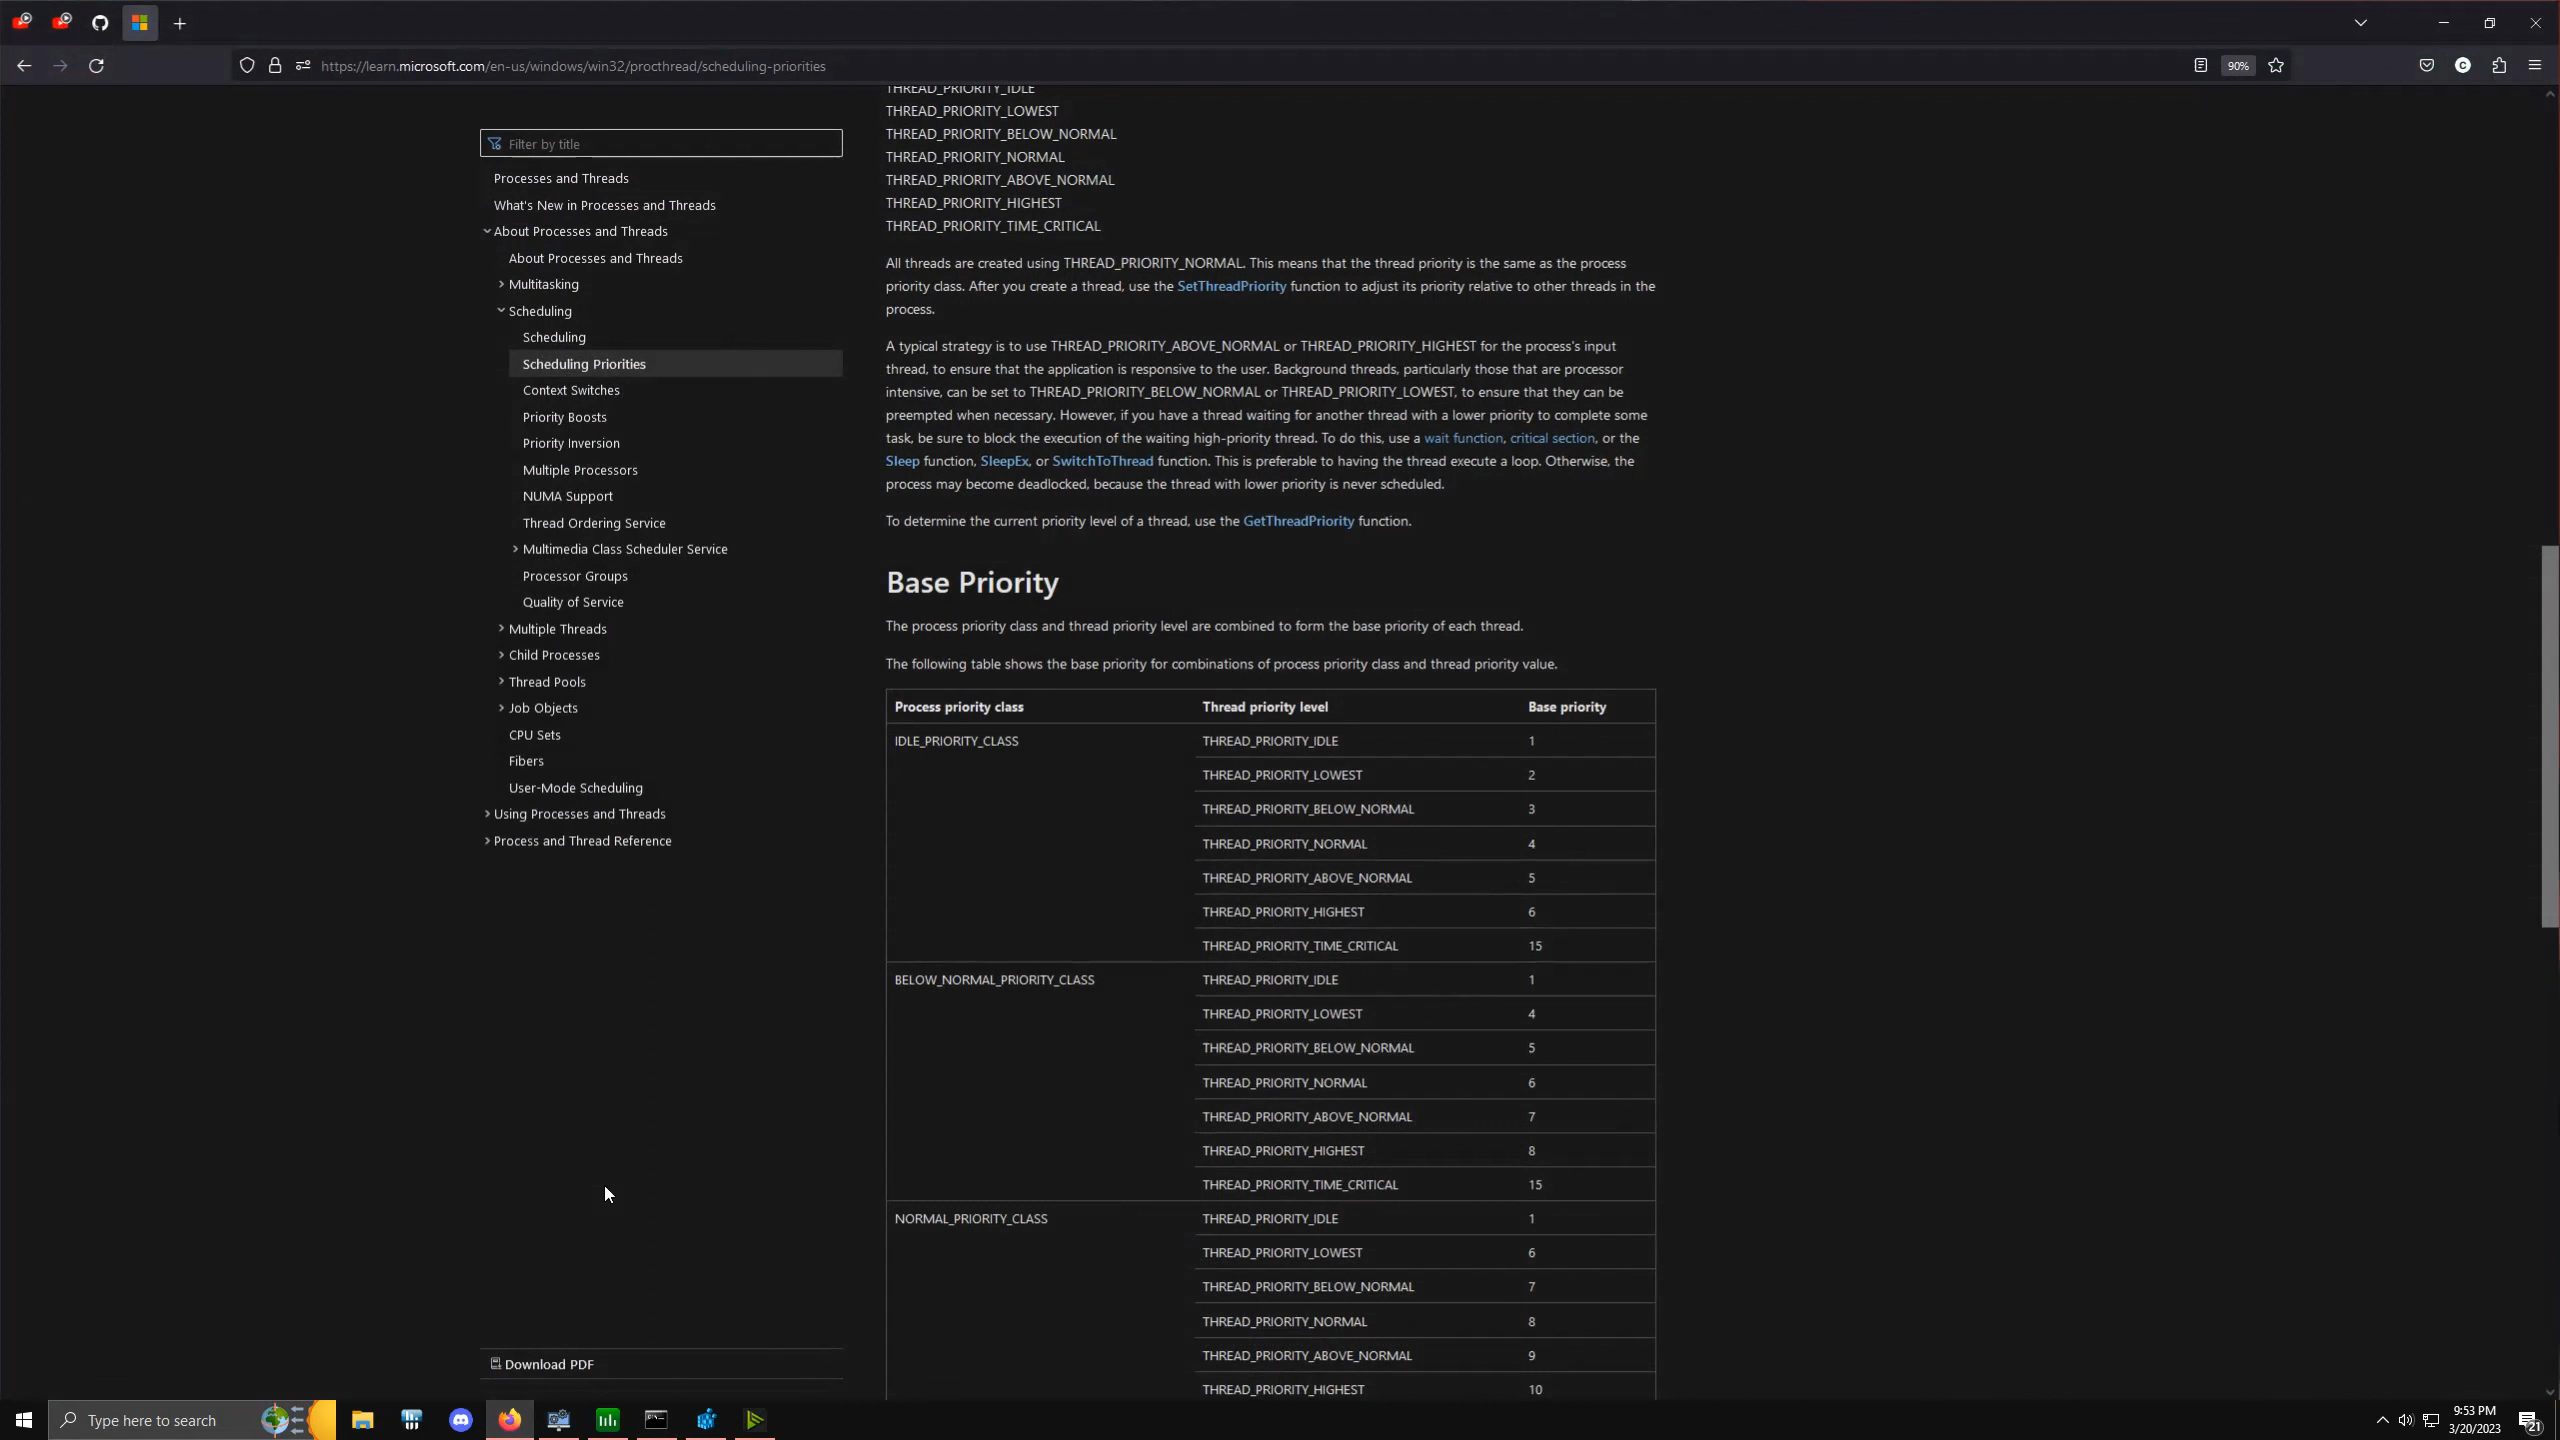 https://learn.microsoft.com/en-us/windows/win32/procthread/scheduling-priorities
90%
C
Filter by title
Processes and Threads
What's New in Processes and Threads
About Processes and Threads
About Processes and Threads
Multitasking
Scheduling
Scheduling
Scheduling Priorities
Context Switches
Priority Boosts
Priority Inversion
Multiple Processors
NUMA Support
Thread Ordering Service
Multimedia Class Scheduler Service
Processor Groups
Quality of Service
Multiple Threads
Child Processes
Thread Pools
Job Objects
CPU Sets
Fibers
User-Mode Scheduling
Using Processes and Threads
Process and Thread Reference
Download PDF
THREAD_PRIORITY_IDLE
THREAD_PRIORITY_LOWEST
THREAD_PRIORITY_BELOW_NORMAL
THREAD_PRIORITY_NORMAL
THREAD_PRIORITY_ABOVE_NORMAL
THREAD_PRIORITY_HIGHEST
THREAD_PRIORITY_TIME_CRITICAL
All threads are created using THREAD_PRIORITY_NORMAL. This means that the thread priority is the same as the process
priority class. After you create a thread, use the SetThreadPriority function to adjust its priority relative to other threads in the
process.
A typical strategy is to use THREAD_PRIORITY_ABOVE_NORMAL or THREAD_PRIORITY_HIGHEST for the process's input
thread, to ensure that the application is responsive to the user. Background threads, particularly those that are processor
intensive, can be set to THREAD_PRIORITY_BELOW_NORMAL or THREAD_PRIORITY_LOWEST, to ensure that they can be
preempted when necessary. However, if you have a thread waiting for another thread with a lower priority to complete some
task, be sure to block the execution of the waiting high-priority thread. To do this, use a wait function, critical section, or the
Sleep function, SleepEx, or SwitchToThread function. This is preferable to having the thread execute a loop. Otherwise, the
process may become deadlocked, because the thread with lower priority is never scheduled.
To determine the current priority level of a thread, use the GetThreadPriority function.
Base Priority
The process priority class and thread priority level are combined to form the base priority of each thread.
The following table shows the base priority for combinations of process priority class and thread priority value.
Process priority class Thread priority level Base priority
IDLE_PRIORITY_CLASS THREAD_PRIORITY_IDLE 1
THREAD_PRIORITY_LOWEST 2
THREAD_PRIORITY_BELOW_NORMAL 3
THREAD_PRIORITY_NORMAL 4
THREAD_PRIORITY_ABOVE_NORMAL 5
THREAD_PRIORITY_HIGHEST 6
THREAD_PRIORITY_TIME_CRITICAL 15
BELOW_NORMAL_PRIORITY_CLASS THREAD_PRIORITY_IDLE 1
THREAD_PRIORITY_LOWEST 4
THREAD_PRIORITY_BELOW_NORMAL 5
THREAD_PRIORITY_NORMAL 6
THREAD_PRIORITY_ABOVE_NORMAL 7
THREAD_PRIORITY_HIGHEST 8
THREAD_PRIORITY_TIME_CRITICAL 15
NORMAL_PRIORITY_CLASS THREAD_PRIORITY_IDLE 1
THREAD_PRIORITY_LOWEST 6
THREAD_PRIORITY_BELOW_NORMAL 7
THREAD_PRIORITY_NORMAL 8
THREAD_PRIORITY_ABOVE_NORMAL 9
THREAD_PRIORITY_HIGHEST 10
Type here to search
9:53 PM
3/20/2023
21